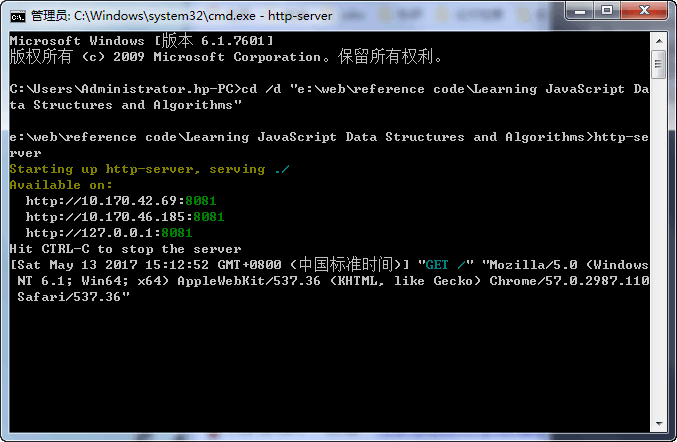 管理员: C:\Windows\system32\cmd.exe - http-server
Microsoft Windows [版本 6.1.7601]
版权所有 (c) 2009 Microsoft Corporation。保留所有权利。
C:\Users\Administrator.hp-PC>cd /d "e:\web\reference code\Learning JavaScript Da
ta Structures and Algorithms"
e:\web\reference code\Learning JavaScript Data Structures and Algorithms>http-se
rver
Starting up http-server, serving ./
Available on:
http://10.170.42.69:8081
http://10.170.46.185:8081
http://127.0.0.1:8081
Hit CTRL-C to stop the server
[Sat May 13 2017 15:12:52 GMT+0800 (中国标准时间)] "GET /" "Mozilla/5.0 (Windows
NT 6.1; Win64; x64) AppleWebKit/537.36 (KHTML, like Gecko) Chrome/57.0.2987.110
Safari/537.36"